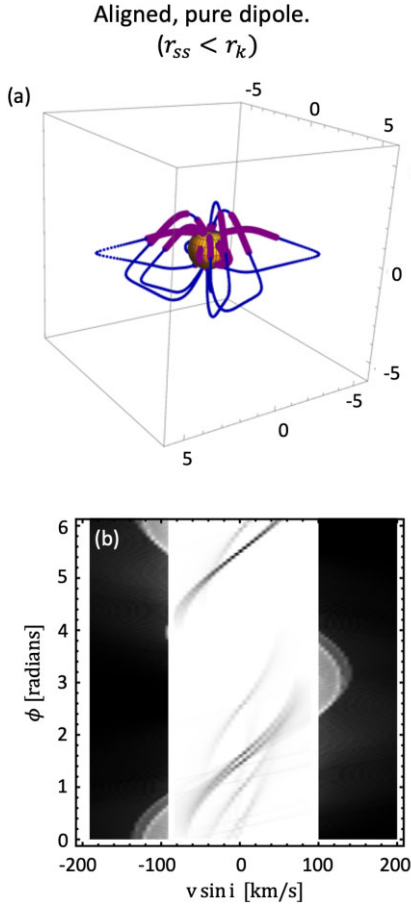 Aligned, pure dipole.
(r_ss < r_k)
(a)
-5
0
5
0
-5
-5
0
5
(b)
6
5
4
3
2
1
0
ϕ [radians]
-200 -100 0 100 200
v sin i [km/s]